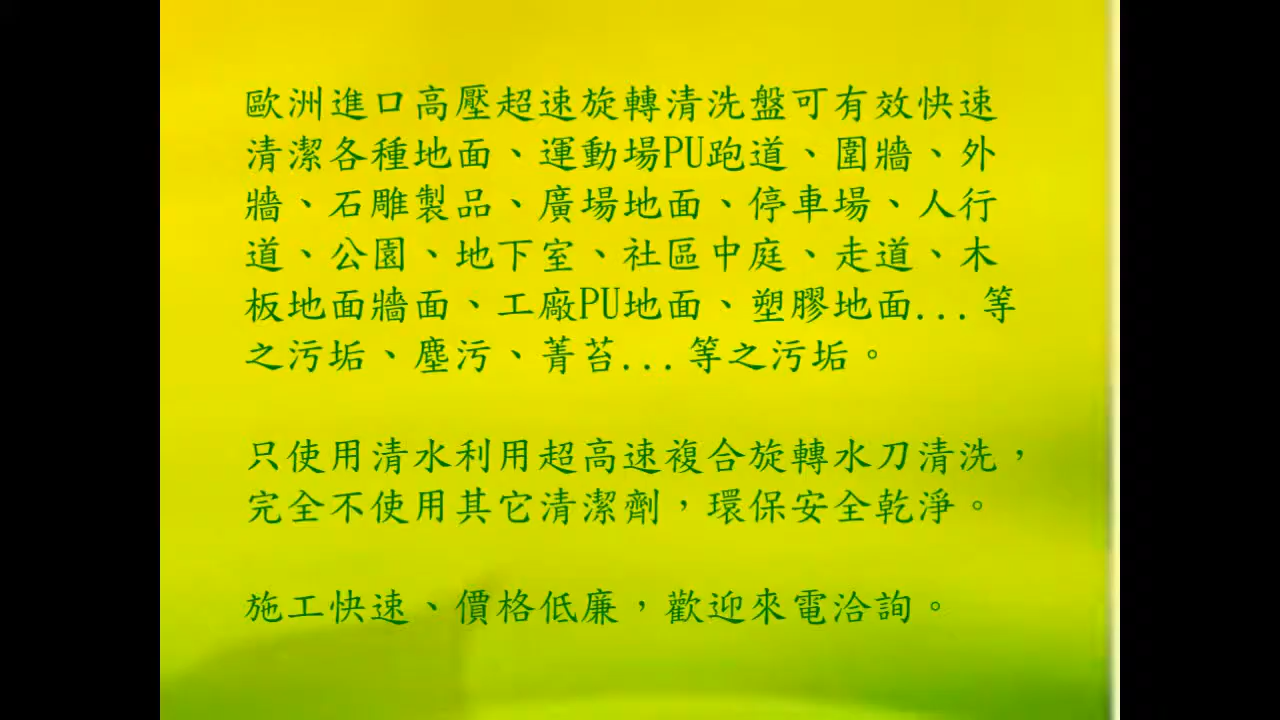 歐洲進口高壓超速旋轉清洗盤可有效快速
清潔各種地面、運動場PU跑道、圍牆、外
牆、石雕製品、廣場地面、停車場、人行
道、公園、地下室、社區中庭、走道、木
板地面牆面、工廠PU地面、塑膠地面...等
之污垢、塵污、菁苔...等之污垢。
只使用清水利用超高速複合旋轉水刀清洗，
完全不使用其它清潔劑，環保安全乾淨。
施工快速、價格低廉，歡迎來電洽詢。